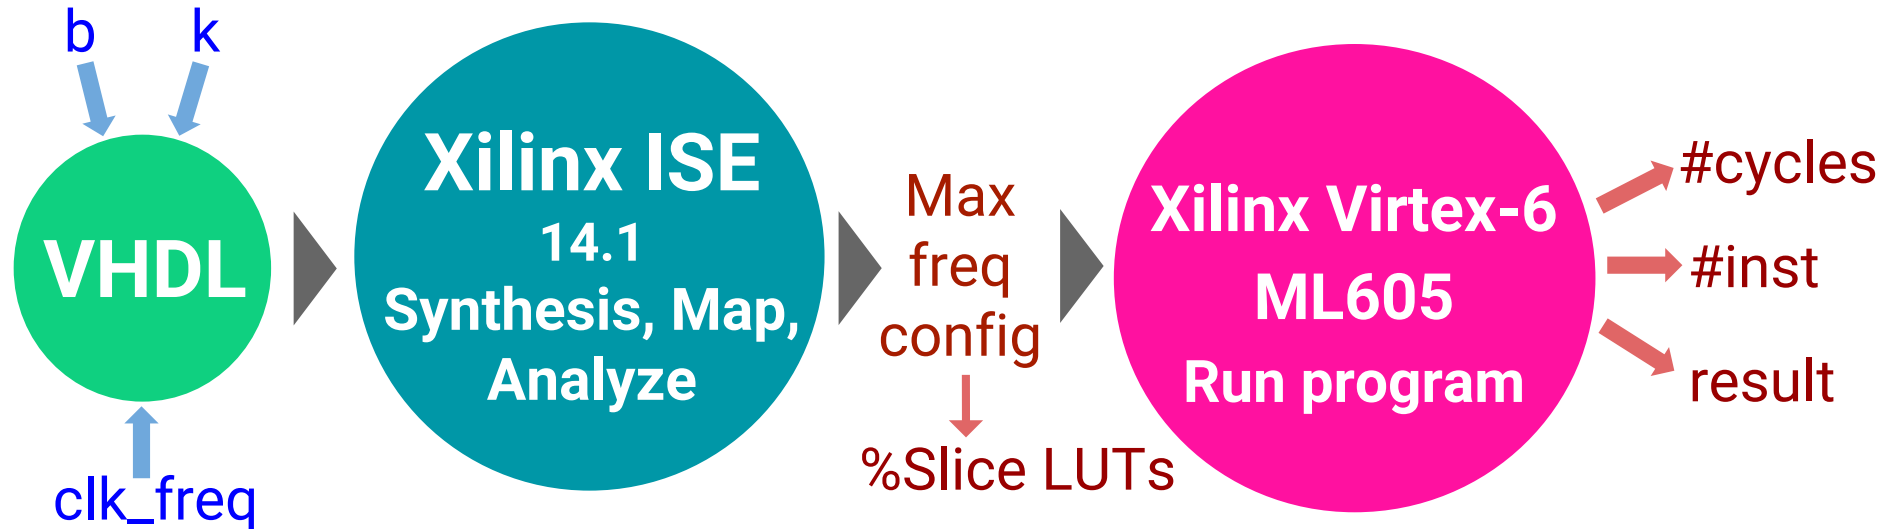 b
k
VHDL
clk_freq
Xilinx ISE
14.1
Synthesis, Map,
Analyze
Max
freq
config
%Slice LUTs
Xilinx Virtex-6
ML605
Run program
#cycles
#inst
result